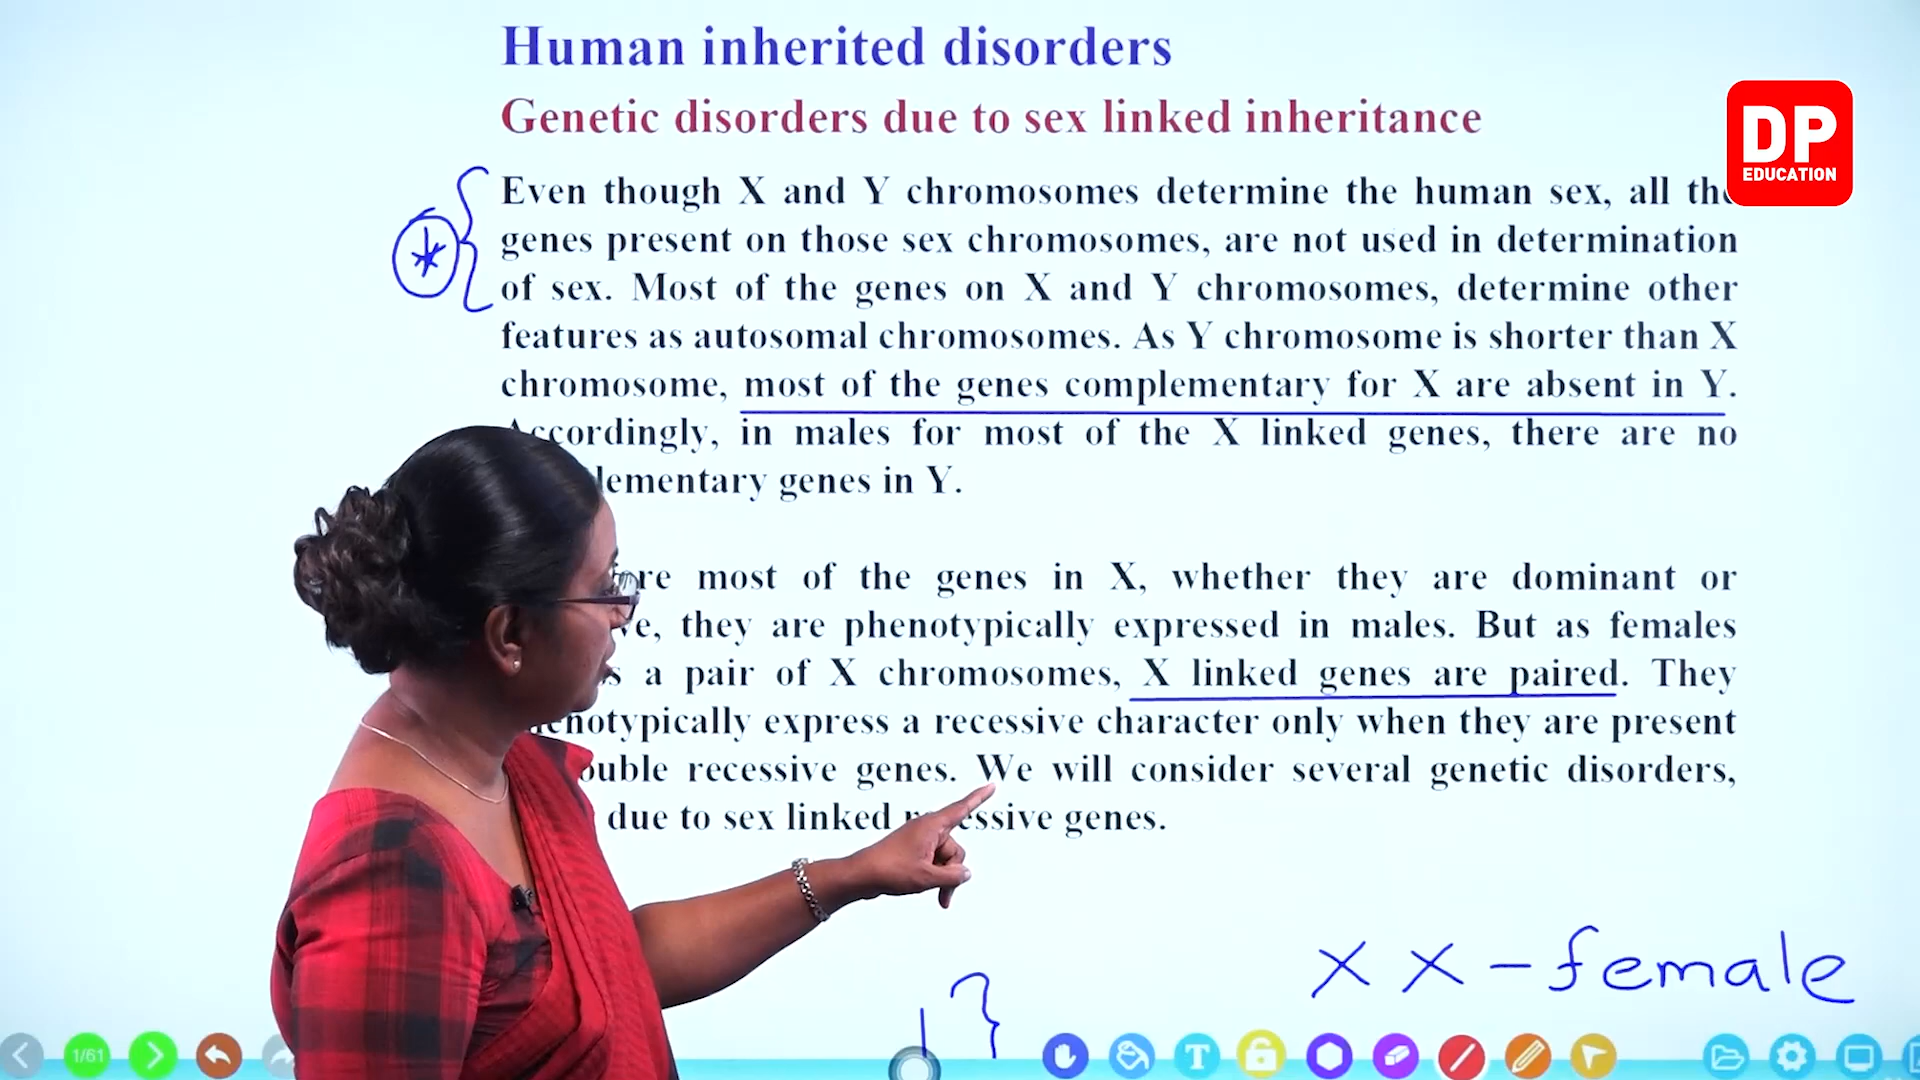 Human inherited disorders
Genetic disorders due to sex linked inheritance
DP
EDUCATION
Even though X and Y chromosomes determine the human sex, all the
genes present on those sex chromosomes, are not used in determination
of sex. Most of the genes on X and Y chromosomes, determine other
features as autosomal chromosomes. As Y chromosome is shorter than X
chromosome, most of the genes complementary for X are absent in Y.
Accordingly, in males for most of the X linked genes, there are no
lementary genes in Y.
re most of the genes in X, whether they are dominant or
ve, they are phenotypically expressed in males. But as females
s a pair of X chromosomes, X linked genes are paired. They
enotypically express a recessive character only when they are present
ouble recessive genes. We will consider several genetic disorders,
due to sex linked recessive genes.
X X - female
1/61
T